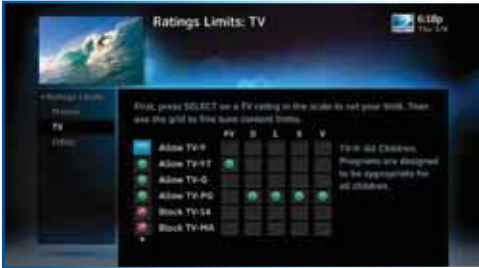 Ratings Limits: TV
6:18p
Thu 3/4
Ratings Limits
Movies
TV
Other
First, press SELECT on a TV rating in the scale to set your limit. Then
use the grid to fine tune content limits.
FV D L S V
Allow TV-Y
Allow TV-Y7
Allow TV-G
Allow TV-PG
Block TV-14
Block TV-MA
TV-Y: All Children.
Programs are designed
to be appropriate for
all children.